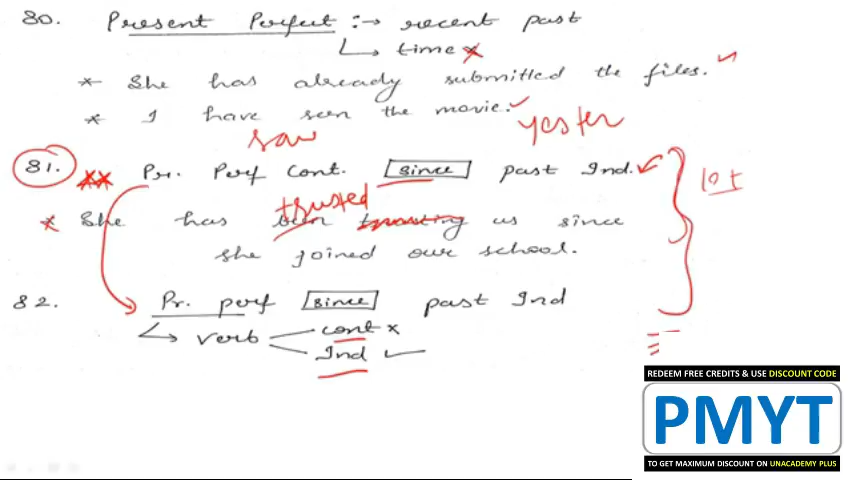 80. Present Perfect :→ recent past
↳ time x
* She has already submitted the files. ✓
* I have seen the movie. ✓
saw yester
81. ** Pr. Perf Cont. since past Ind. ✓
trusted
* She has been trusting us since
she joined our school.
82. Pr. perf since past Ind
↳ verb cont x
Ind ✓
REDEEM FREE CREDITS & USE DISCOUNT CODE
PMYT
TO GET MAXIMUM DISCOUNT ON UNACADEMY PLUS